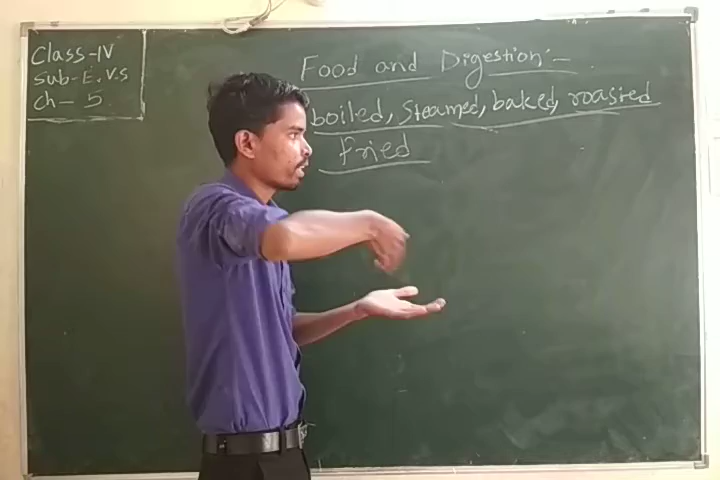 Class-IV
Sub-E.V.S
Ch-5
Food and Digestion:-
boiled, Steamed, baked, roasted
fried